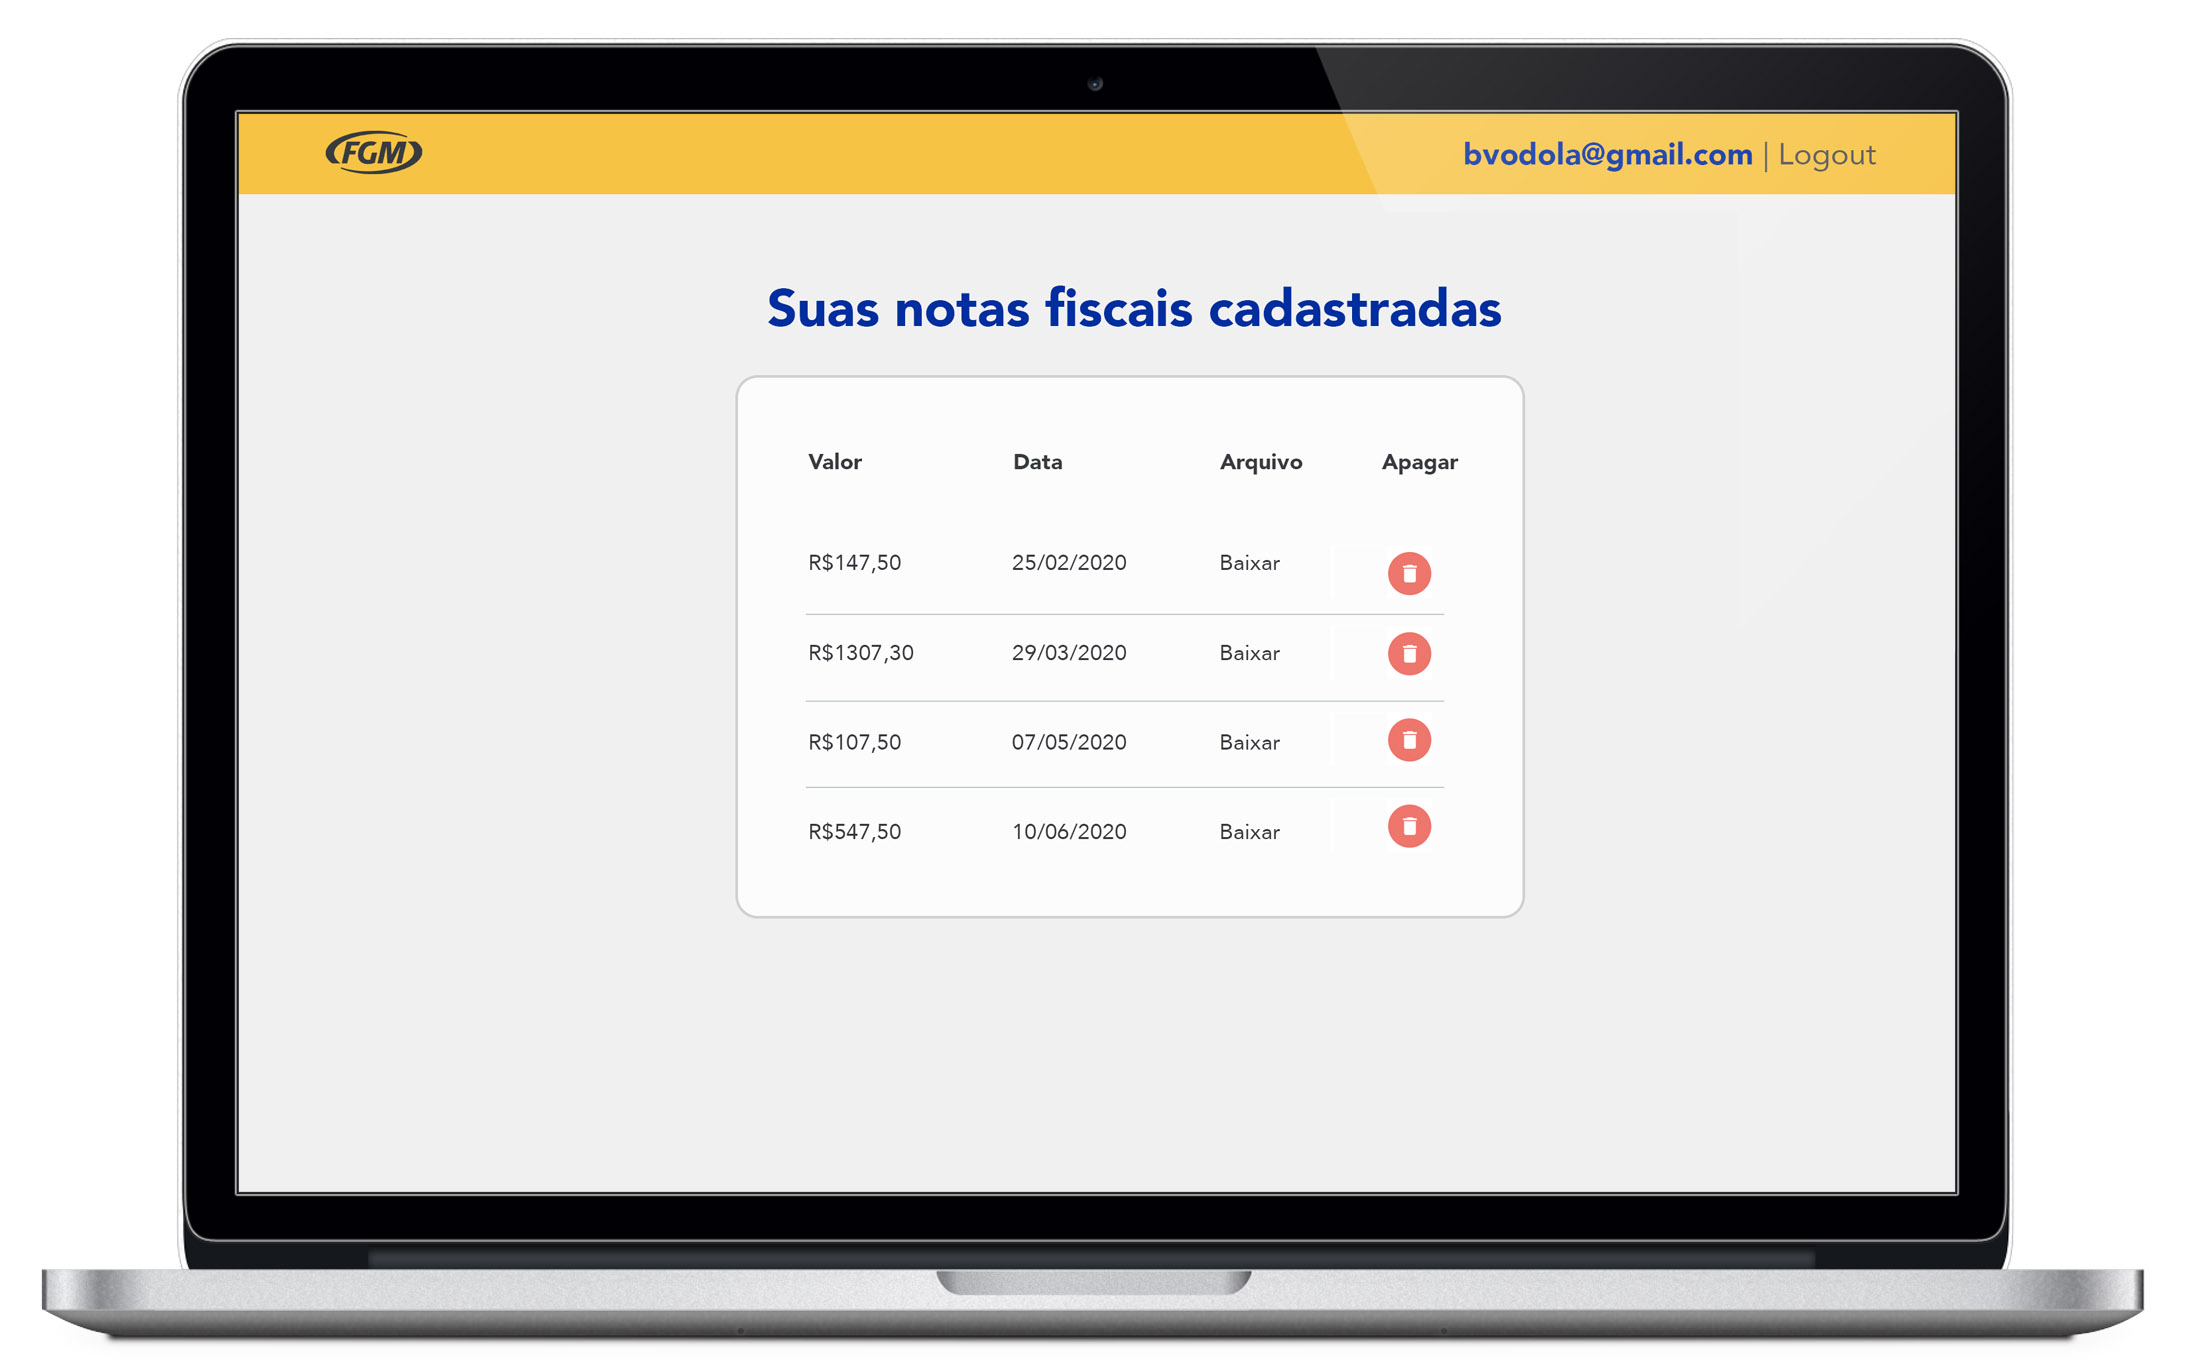 FGM
bvodola@gmail.com | Logout
Suas notas fiscais cadastradas
Valor Data Arquivo Apagar
R$147,50 25/02/2020 Baixar
R$1307,30 29/03/2020 Baixar
R$107,50 07/05/2020 Baixar
R$547,50 10/06/2020 Baixar